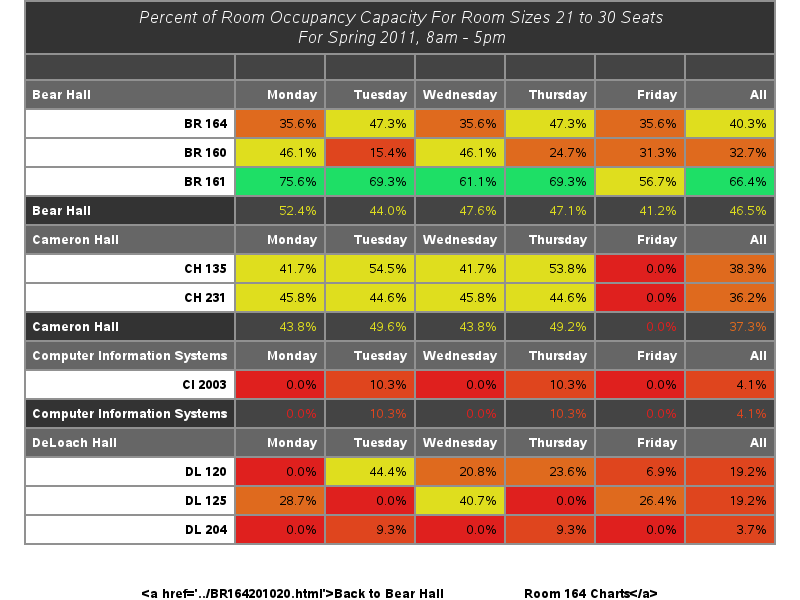 Percent of Room Occupancy Capacity For Room Sizes 21 to 30 Seats
For Spring 2011, 8am - 5pm
Bear Hall Monday Tuesday Wednesday Thursday Friday All
BR 164 35.6% 47.3% 35.6% 47.3% 35.6% 40.3%
BR 160 46.1% 15.4% 46.1% 24.7% 31.3% 32.7%
BR 161 75.6% 69.3% 61.1% 69.3% 56.7% 66.4%
Bear Hall 52.4% 44.0% 47.6% 47.1% 41.2% 46.5%
Cameron Hall Monday Tuesday Wednesday Thursday Friday All
CH 135 41.7% 54.5% 41.7% 53.8% 0.0% 38.3%
CH 231 45.8% 44.6% 45.8% 44.6% 0.0% 36.2%
Cameron Hall 43.8% 49.6% 43.8% 49.2% 0.0% 37.3%
Computer Information Systems Monday Tuesday Wednesday Thursday Friday All
CI 2003 0.0% 10.3% 0.0% 10.3% 0.0% 4.1%
Computer Information Systems 0.0% 10.3% 0.0% 10.3% 0.0% 4.1%
DeLoach Hall Monday Tuesday Wednesday Thursday Friday All
DL 120 0.0% 44.4% 20.8% 23.6% 6.9% 19.2%
DL 125 28.7% 0.0% 40.7% 0.0% 26.4% 19.2%
DL 204 0.0% 9.3% 0.0% 9.3% 0.0% 3.7%
<a href='../BR164201020.html'>Back to Bear Hall Room 164 Charts</a>